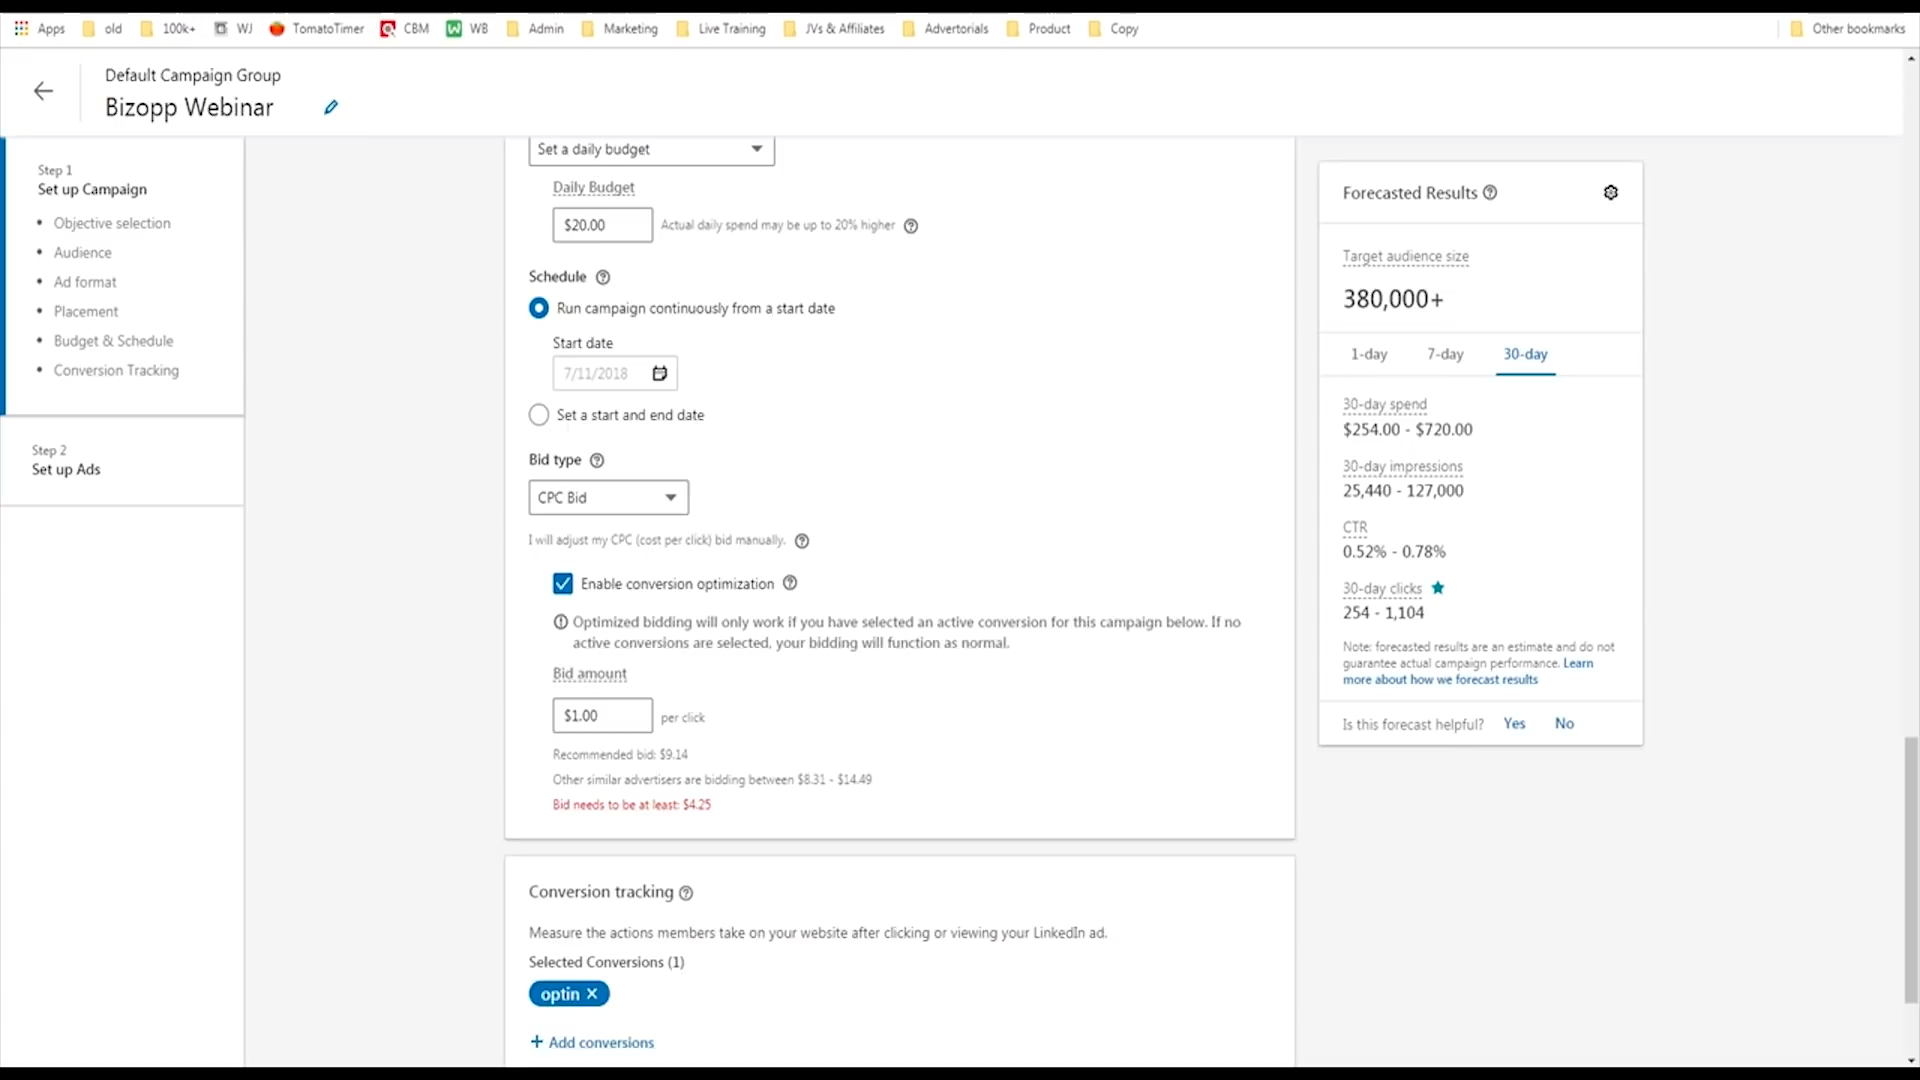 Apps old 100k+ WJ TomatoTimer CBM WB Admin Marketing Live Training JVs & Affiliates Advertorials Product Copy Other bookmarks
Default Campaign Group
Bizopp Webinar
Step 1
Set up Campaign
• Objective selection
• Audience
• Ad format
• Placement
• Budget & Schedule
• Conversion Tracking
Step 2
Set up Ads
Set a daily budget
Daily Budget
$20.00 Actual daily spend may be up to 20% higher
Schedule
Run campaign continuously from a start date
Start date
7/11/2018
Set a start and end date
Bid type
CPC Bid
I will adjust my CPC (cost per click) bid manually.
Enable conversion optimization
Optimized bidding will only work if you have selected an active conversion for this campaign below. If no
active conversions are selected, your bidding will function as normal.
Bid amount
$1.00 per click
Recommended bid: $9.14
Other similar advertisers are bidding between $8.31 - $14.49
Bid needs to be at least: $4.25
Conversion tracking
Measure the actions members take on your website after clicking or viewing your LinkedIn ad.
Selected Conversions (1)
optin ×
+ Add conversions
Forecasted Results
Target audience size
380,000+
1-day 7-day 30-day
30-day spend
$254.00 - $720.00
30-day impressions
25,440 - 127,000
CTR
0.52% - 0.78%
30-day clicks
254 - 1,104
Note: forecasted results are an estimate and do not
guarantee actual campaign performance. Learn
more about how we forecast results
Is this forecast helpful? Yes No